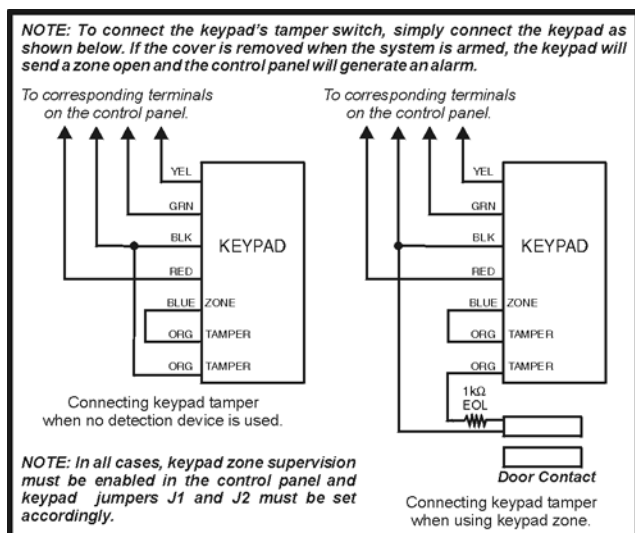 NOTE: To connect the keypad's tamper switch, simply connect the keypad as
shown below. If the cover is removed when the system is armed, the keypad will
send a zone open and the control panel will generate an alarm.
To corresponding terminals
on the control panel.
YEL
GRN
BLK
KEYPAD
RED
BLUE ZONE
ORG TAMPER
ORG TAMPER
Connecting keypad tamper
when no detection device is used.
NOTE: In all cases, keypad zone supervision
must be enabled in the control panel and
keypad jumpers J1 and J2 must be set
accordingly.
To corresponding terminals
on the control panel.
YEL
GRN
BLK
KEYPAD
RED
BLUE ZONE
ORG TAMPER
ORG TAMPER
1kΩ
EOL
Door Contact
Connecting keypad tamper
when using keypad zone.